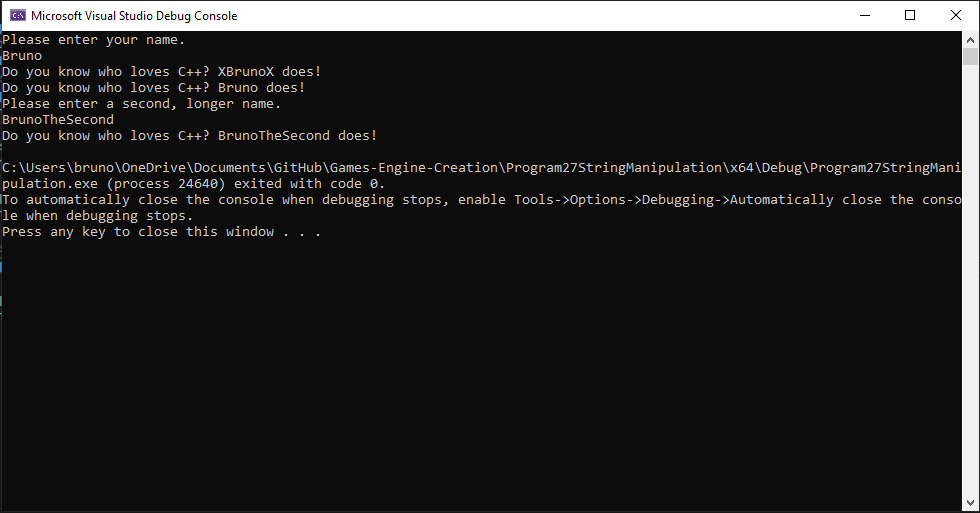 Microsoft Visual Studio Debug Console
Please enter your name.
Bruno
Do you know who loves C++? XBrunoX does!
Do you know who loves C++? Bruno does!
Please enter a second, longer name.
BrunoTheSecond
Do you know who loves C++? BrunoTheSecond does!
C:\Users\bruno\OneDrive\Documents\GitHub\Games-Engine-Creation\Program27StringManipulation\x64\Debug\Program27StringMani
pulation.exe (process 24640) exited with code 0.
To automatically close the console when debugging stops, enable Tools->Options->Debugging->Automatically close the conso
le when debugging stops.
Press any key to close this window . . .